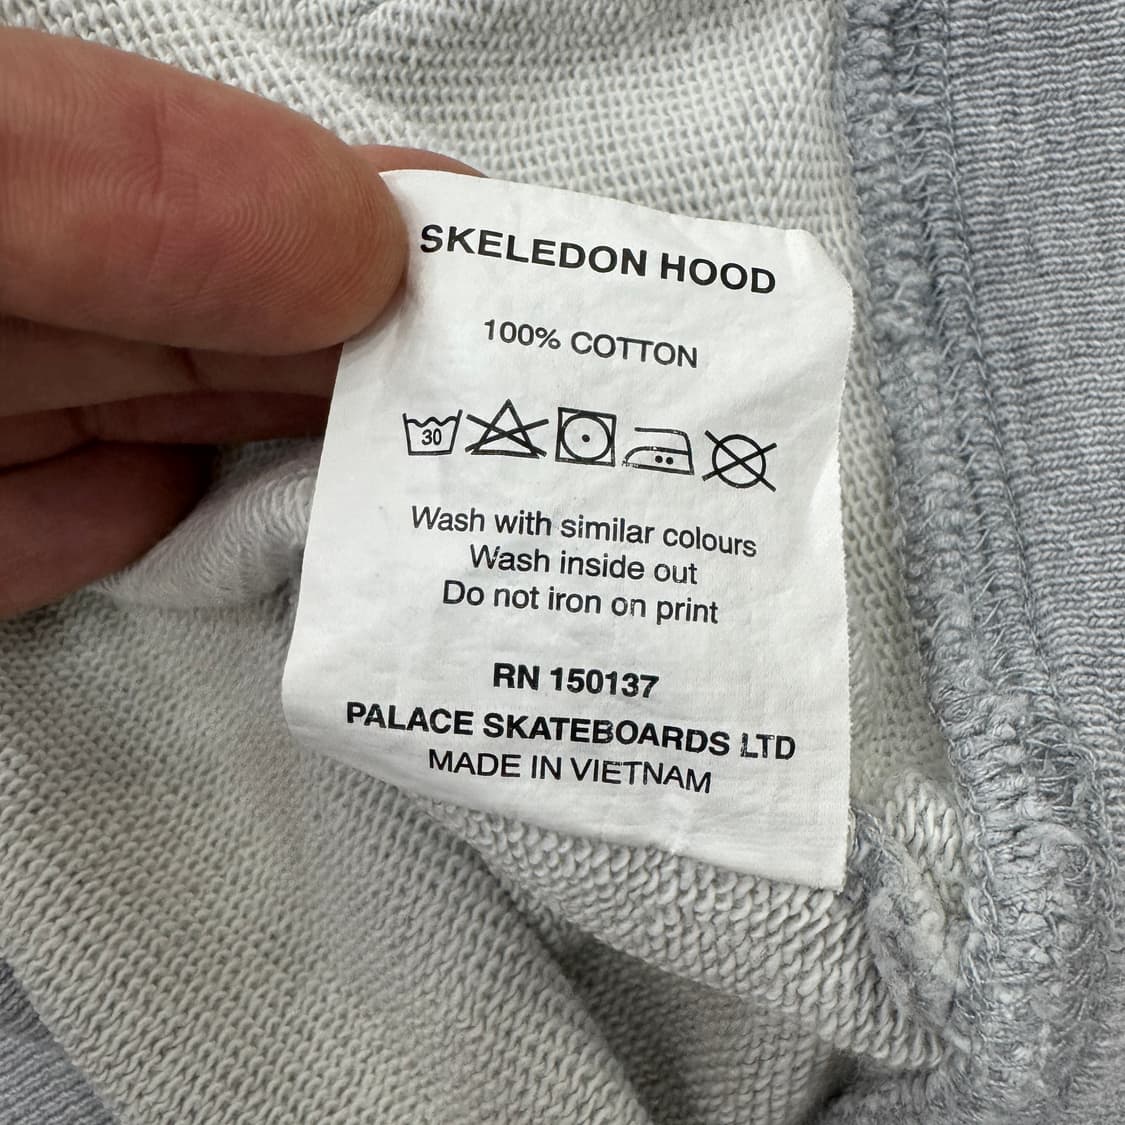 SKELEDON HOOD
100% COTTON
30
Wash with similar colours
Wash inside out
Do not iron on print
RN 150137
PALACE SKATEBOARDS LTD
MADE IN VIETNAM